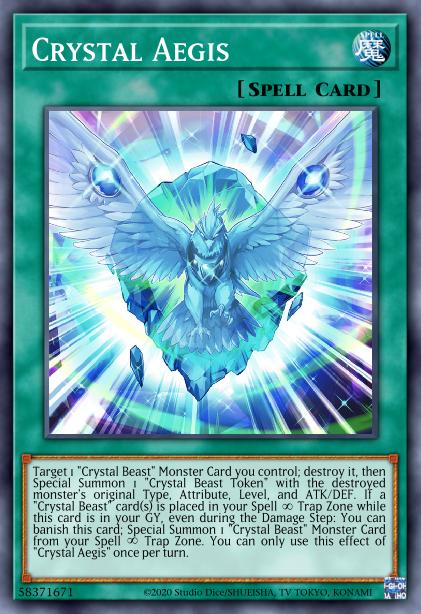 CRYSTAL AEGIS
SPELL
魔
[SPELL CARD]
Target 1 "Crystal Beast" Monster Card you control; destroy it, then
Special Summon 1 "Crystal Beast Token" with the destroyed
monster's original Type, Attribute, Level, and ATK/DEF. If a
"Crystal Beast" card(s) is placed in your Spell ∞ Trap Zone while
this card is in your GY, even during the Damage Step: You can
banish this card; Special Summon 1 "Crystal Beast" Monster Card
from your Spell ∞ Trap Zone. You can only use this effect of
"Crystal Aegis" once per turn.
58371671
©2020 Studio Dice/SHUEISHA, TV TOKYO, KONAMI